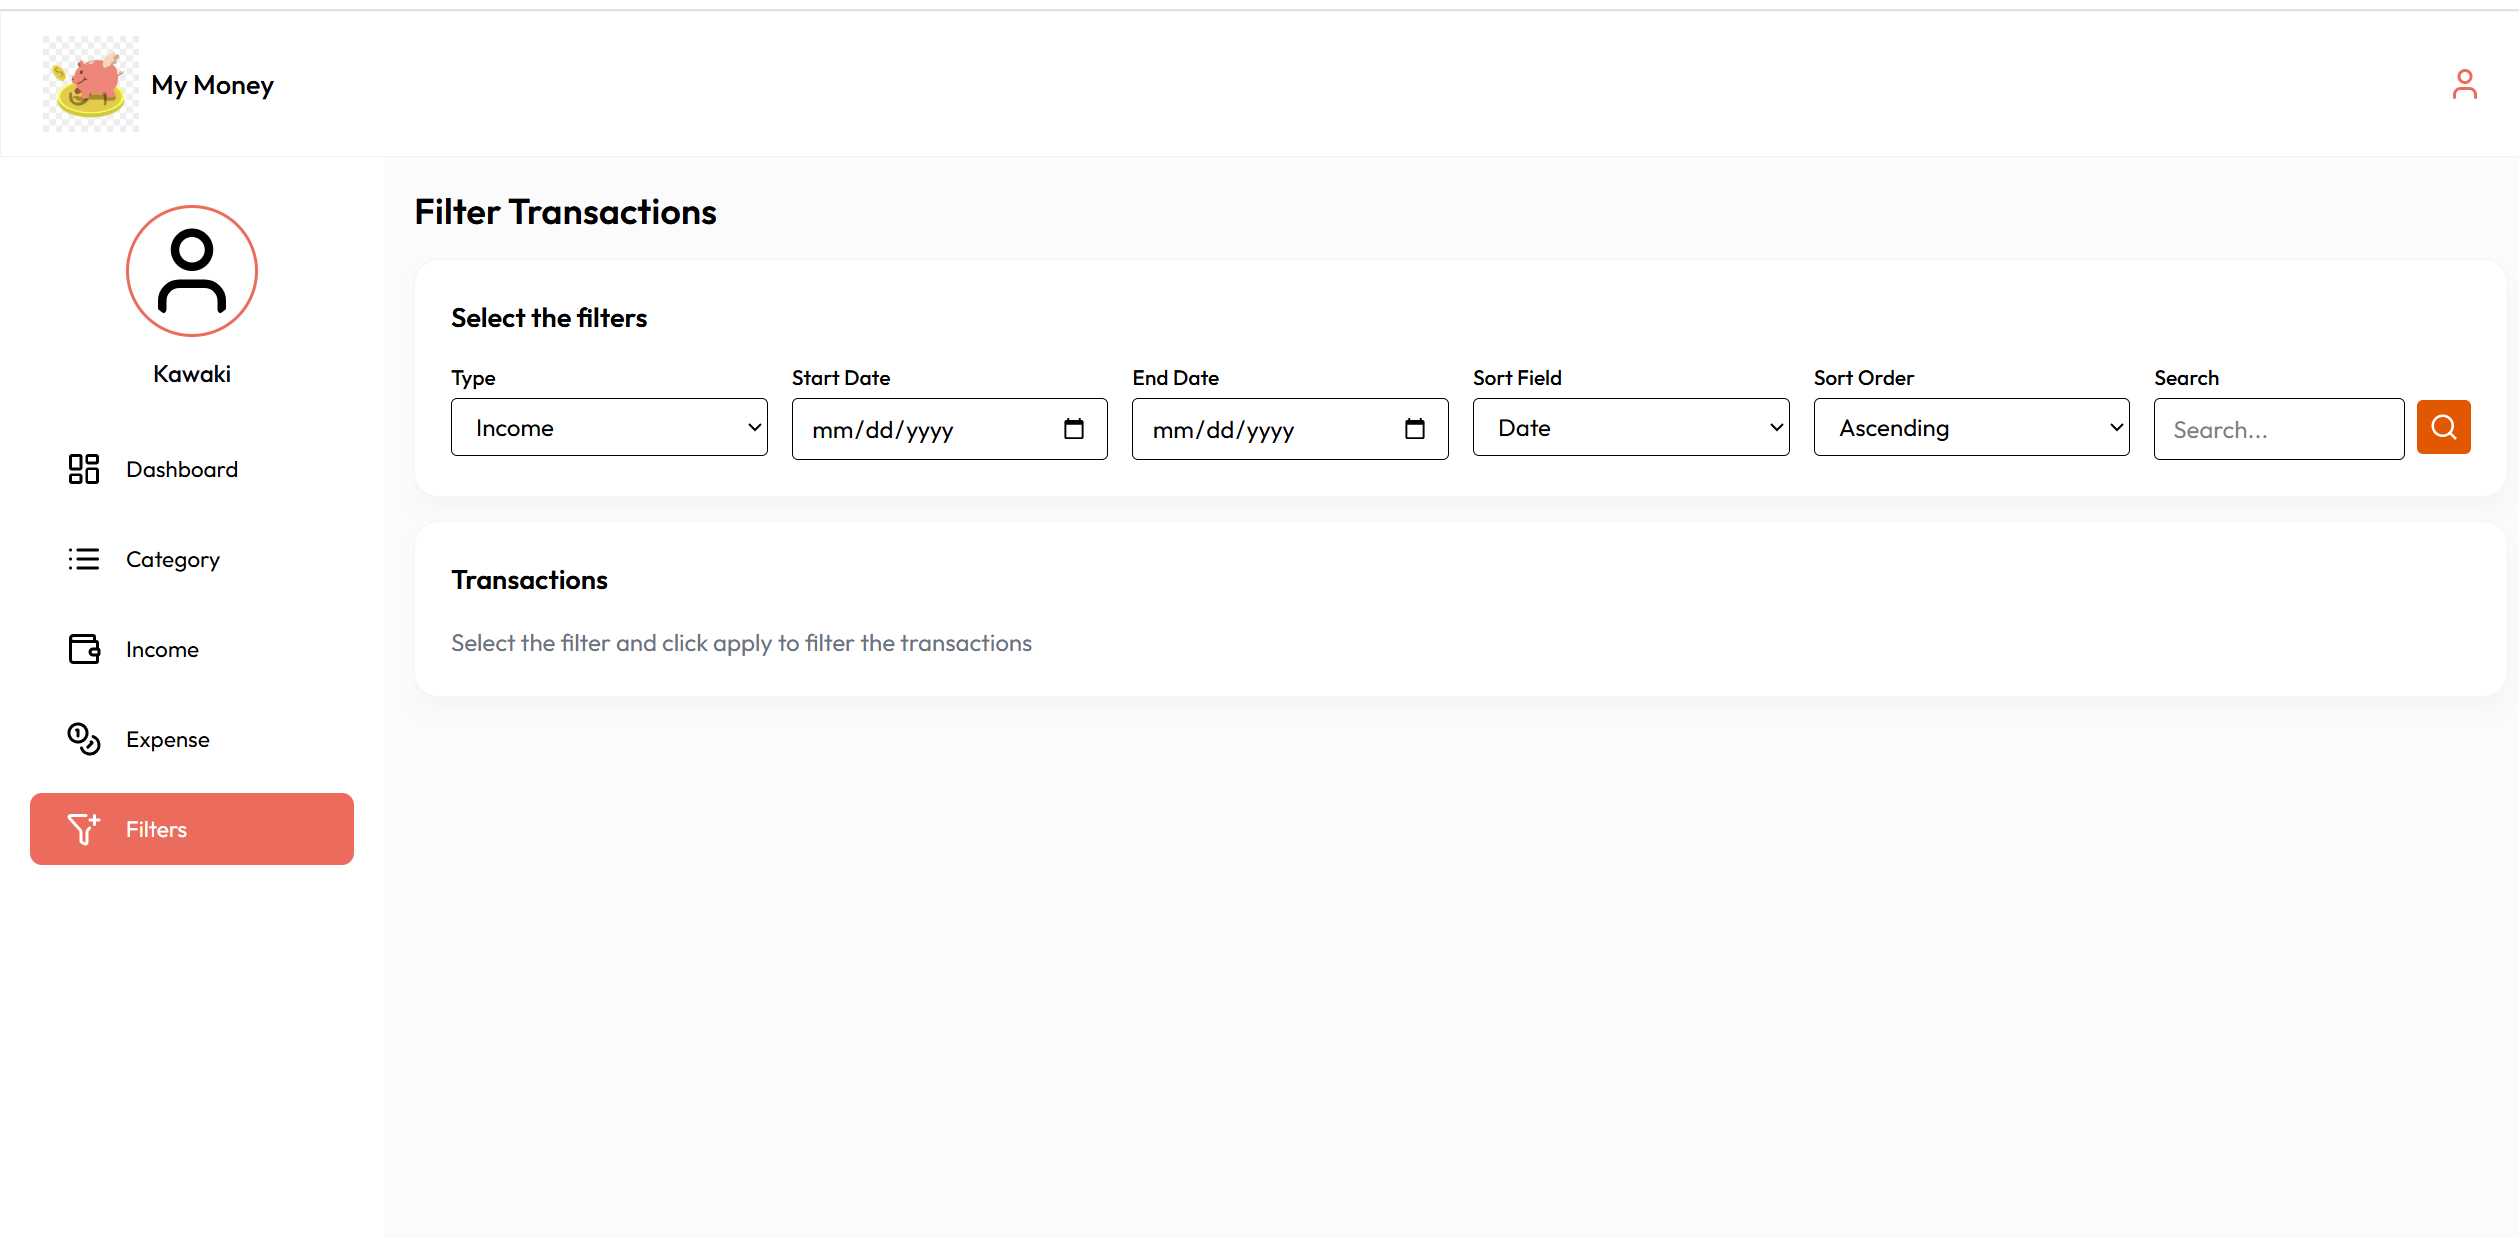 My Money
Kawaki
Dashboard
Category
Income
Expense
Filters
Filter Transactions
Select the filters
Type Start Date End Date Sort Field Sort Order Search
Income mm/dd/yyyy mm/dd/yyyy Date Ascending Search...
Transactions
Select the filter and click apply to filter the transactions